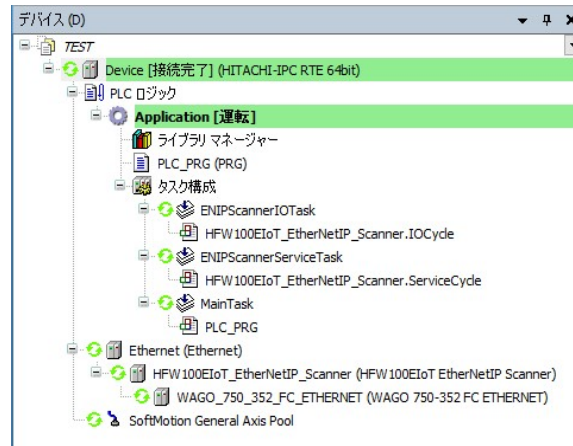 デバイス (D)
TEST
Device [接続完了] (HITACHI-IPC RTE 64bit)
PLC ロジック
Application [運転]
ライブラリ マネージャー
PLC_PRG (PRG)
タスク構成
ENIPScannerIOTask
HFW100EIoT_EtherNetIP_Scanner.IOCycle
ENIPScannerServiceTask
HFW100EIoT_EtherNetIP_Scanner.ServiceCycle
MainTask
PLC_PRG
Ethernet (Ethernet)
HFW100EIoT_EtherNetIP_Scanner (HFW100EIoT EtherNetIP Scanner)
WAGO_750_352_FC_ETHERNET (WAGO 750-352 FC ETHERNET)
SoftMotion General Axis Pool